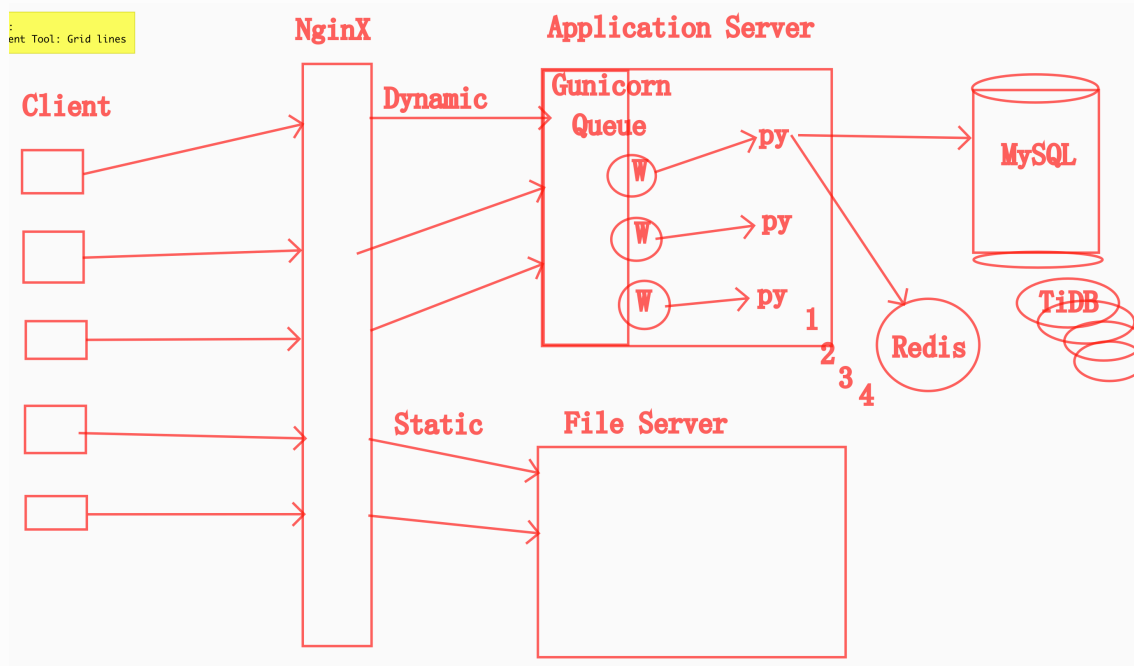 :
ent Tool: Grid lines
NginX
Application Server
Client
Dynamic
Gunicorn
Queue
W
py
MySQL
W
py
W
py
1
2
3
4
Redis
TiDB
Static
File Server